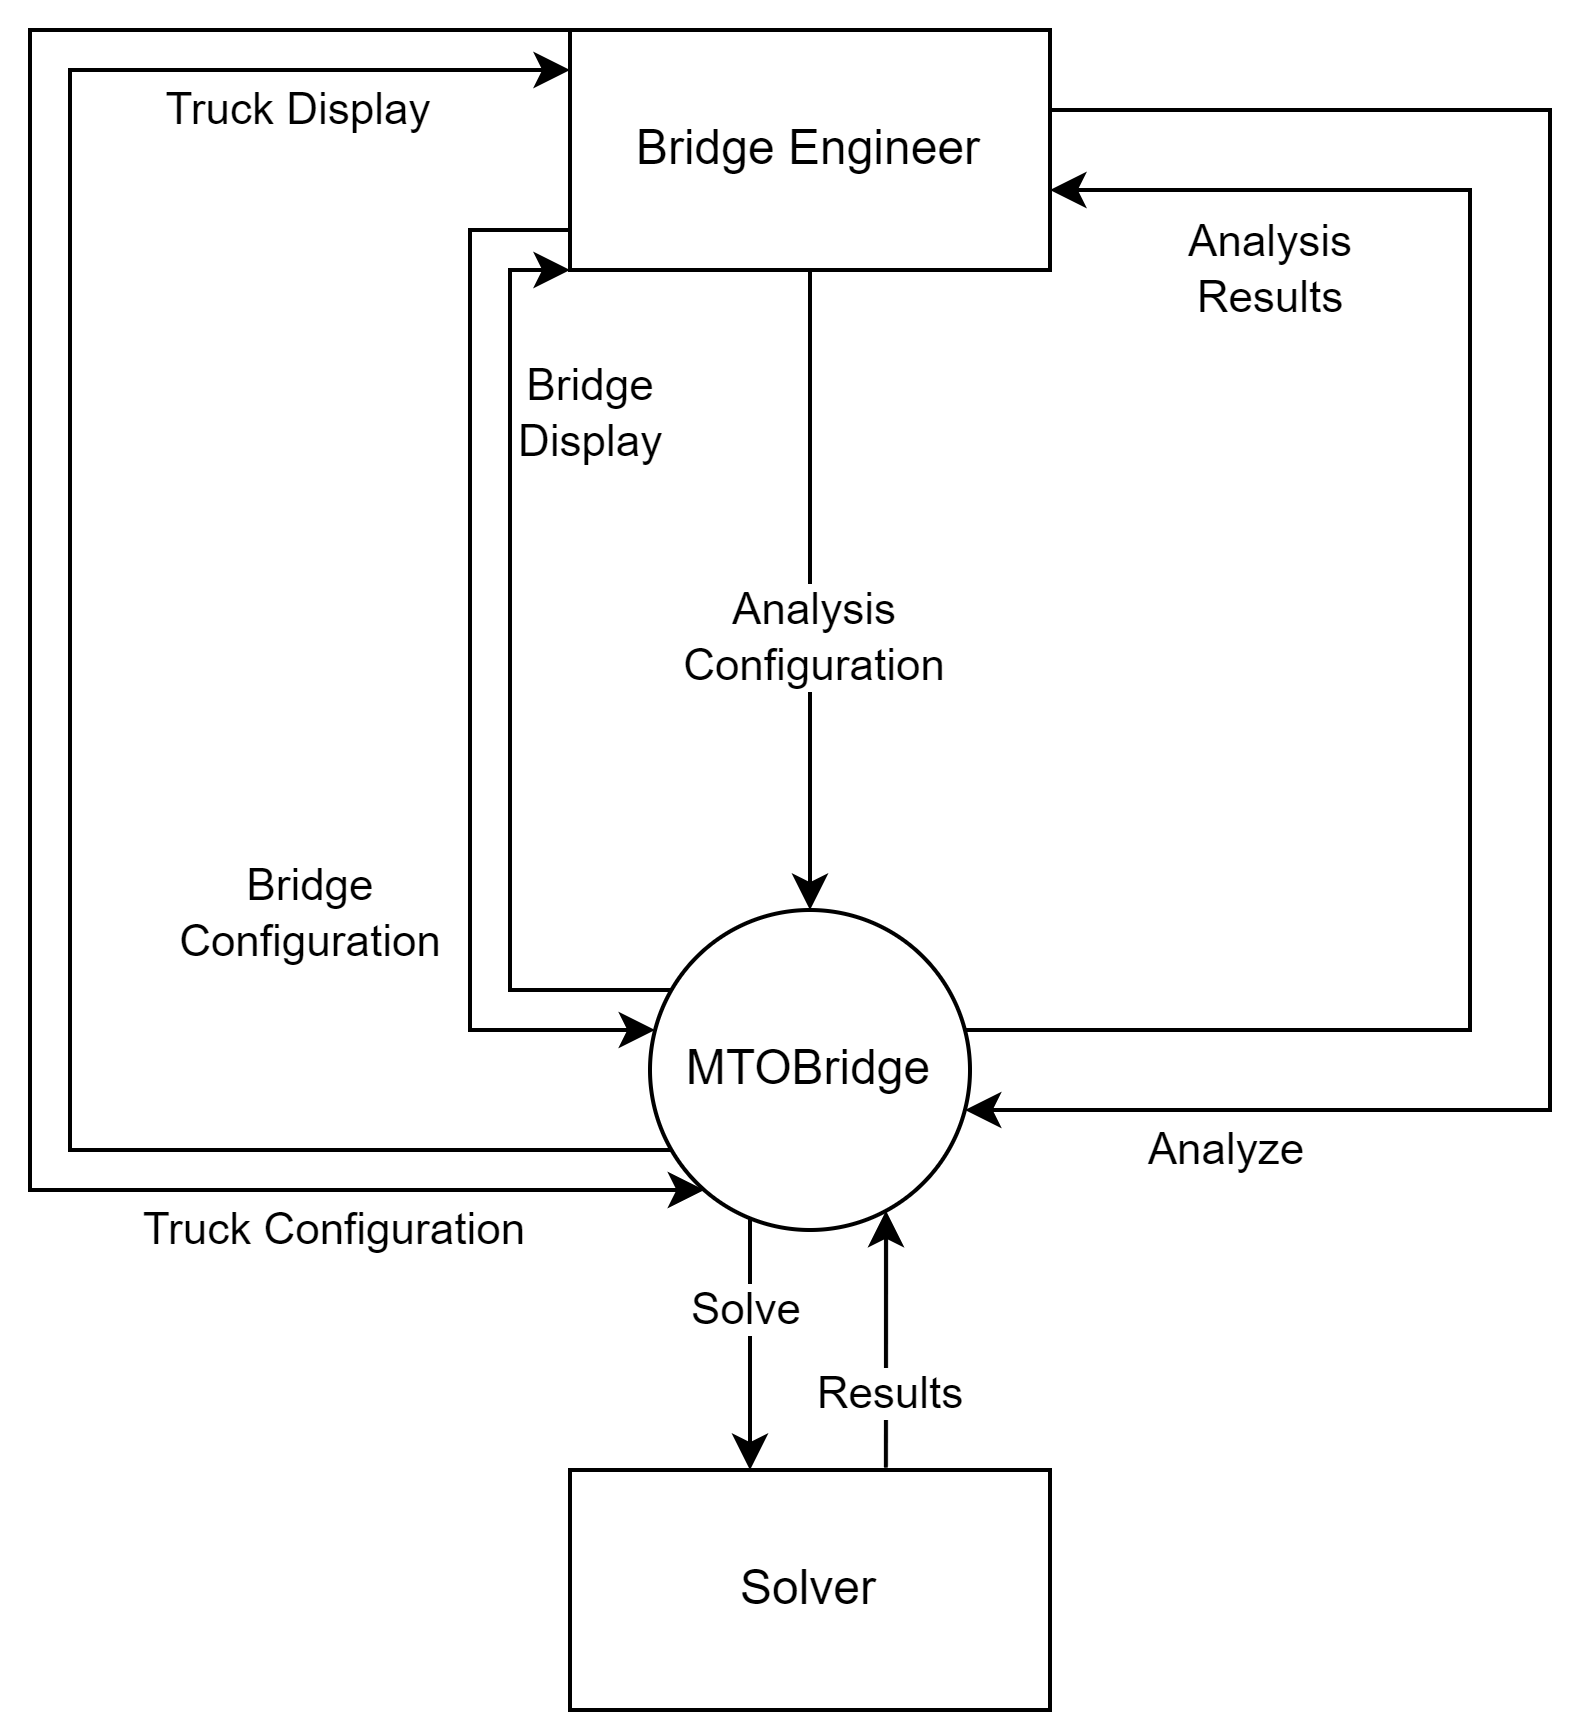 Truck Display
Bridge Engineer
Analysis
Results
Bridge
Display
Analysis
Configuration
Bridge
Configuration
MTOBridge
Analyze
Truck Configuration
Solve
Results
Solver